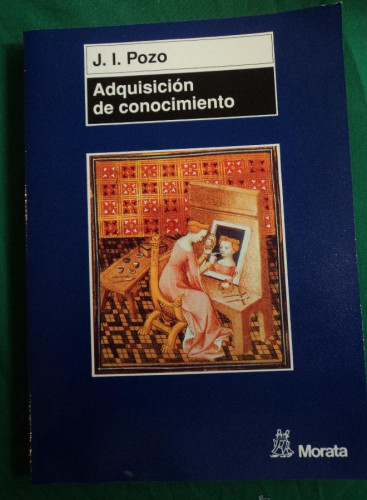 J. I. Pozo
Adquisición
de conocimiento
Morata